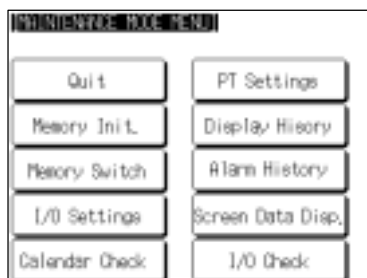 [MAINTENANCE MODE MENU]
Quit
PT Settings
Memory Init.
Display Hisory
Memory Switch
Alarm History
I/O Settings
Screen Data Disp.
Calendar Check
I/O Check